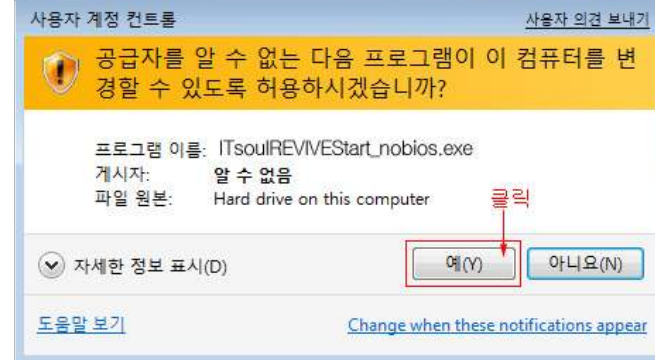 사용자 계정 컨트롤
사용자 의견 보내기
공급자를 알 수 없는 다음 프로그램이 이 컴퓨터를 변
경할 수 있도록 허용하시겠습니까?
프로그램 이름: ITsoulREVIVEStart_nobios.exe
게시자: 알 수 없음
파일 원본: Hard drive on this computer
클릭
자세한 정보 표시(D)
예(Y)
아니요(N)
도움말 보기
Change when these notifications appear